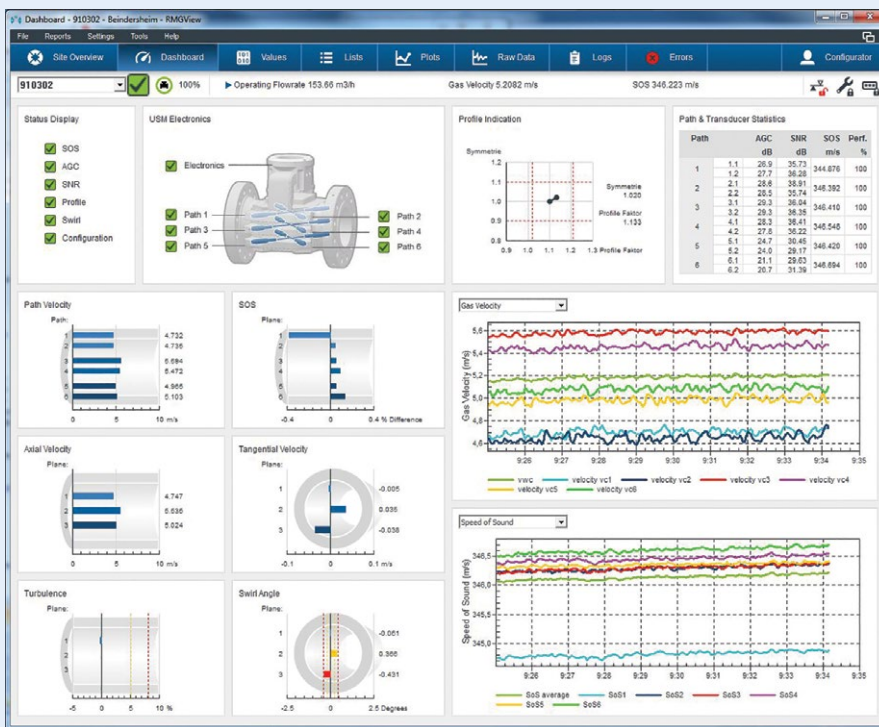 Dashboard - 910302 - Beindersheim - RMGView
File Reports Settings Tools Help
Site Overview Dashboard Values Lists Plots Raw Data Logs Errors Configurator
910302 100% Operating Flowrate 153.66 m3/h Gas Velocity 5.2082 m/s SOS 346.223 m/s
Status Display
SOS
AGC
SNR
Profile
Swirl
Configuration
USM Electronics
Electronics
Path 1 Path 2
Path 3 Path 4
Path 5 Path 6
Profile Indication
Symmetrie
1.2
1.1
1.0
0.9
0.8
0.9 1.0 1.1 1.2 1.3 Profile Faktor
Symmetrie
1.020
Profile Faktor
1.133
Path & Transducer Statistics
Path AGC SNR SOS Perf.
dB dB m/s %
1 1.1 26.9 35.73 344.876 100
1.2 27.7 36.28
2 2.1 28.6 38.91 346.392 100
2.2 28.5 35.74
3 3.1 29.3 36.04 346.410 100
3.2 29.3 36.35
4 4.1 28.3 36.41 346.546 100
4.2 27.8 36.22
5 5.1 24.7 30.45 346.420 100
5.2 24.0 29.17
6 6.1 21.1 29.63 346.694 100
6.2 20.7 31.39
Path Velocity
Path:
1 4.732
2 4.735
3 5.594
4 5.472
5 4.965
6 5.103
0 5 10 m/s
SOS
Plane:
1
2
3
4
5
6
-0.4 0 0.4 % Difference
Gas Velocity
Gas Velocity (m/s)
5,6
5,4
5,2
5,0
4,8
4,6
9:26 9:27 9:28 9:29 9:30 9:31 9:32 9:33 9:34 9:35
vwc velocity vc1 velocity vc2 velocity vc3 velocity vc4
velocity vc5 velocity vc6
Axial Velocity
Plane:
1 4.747
2 5.536
3 5.024
0 5 10 m/s
Tangential Velocity
Plane:
1 -0.005
2 0.035
3 -0.038
-0.1 0 0.1 m/s
Speed of Sound
Speed of Sound (m/s)
346,5
346,0
345,5
345,0
9:26 9:27 9:28 9:29 9:30 9:31 9:32 9:33 9:34 9:35
SoS average SoS1 SoS2 SoS3 SoS4
SoS5 SoS6
Turbulence
Plane:
1
2
3
-5 0 5 10 %
Swirl Angle
Plane:
1 -0.061
2 0.366
3 -0.431
-2.5 0 2.5 Degrees